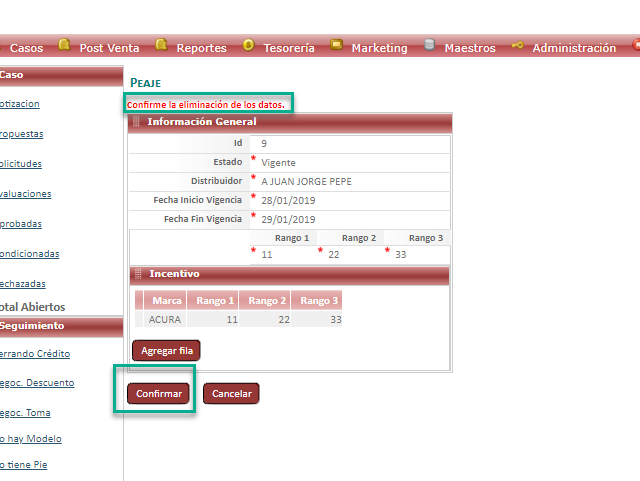 Casos Post Venta Reportes Tesorería Marketing Maestros Administración
Caso
otizacion
ropuestas
olicitudes
valuaciones
probadas
ondicionadas
echazadas
otal Abiertos
Seguimiento
errando Crédito
egoc. Descuento
egoc. Toma
o hay Modelo
o tiene Pie
PEAJE
Confirme la eliminación de los datos.
Información General
Id 9
Estado * Vigente
Distribuidor * A JUAN JORGE PEPE
Fecha Inicio Vigencia * 28/01/2019
Fecha Fin Vigencia * 29/01/2019
Rango 1 Rango 2 Rango 3
* 11 * 22 * 33
Incentivo
Marca Rango 1 Rango 2 Rango 3
ACURA 11 22 33
Agregar fila
Confirmar Cancelar